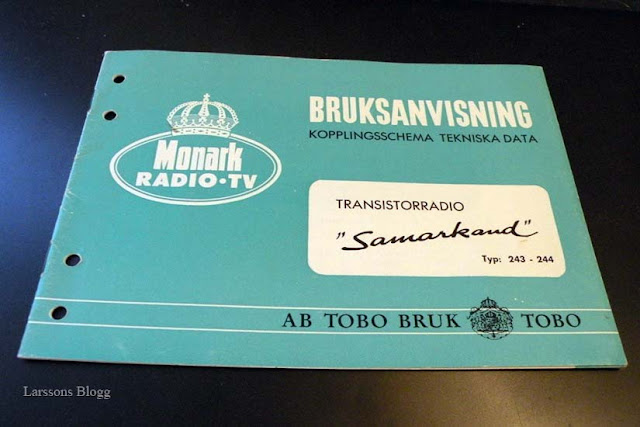 Monark
RADIO·TV
BRUKSANVISNING
KOPPLINGSSCHEMA TEKNISKA DATA
TRANSISTORRADIO
"Samarkand"
Typ: 243 - 244
AB TOBO BRUK TOBO
Larssons Blogg